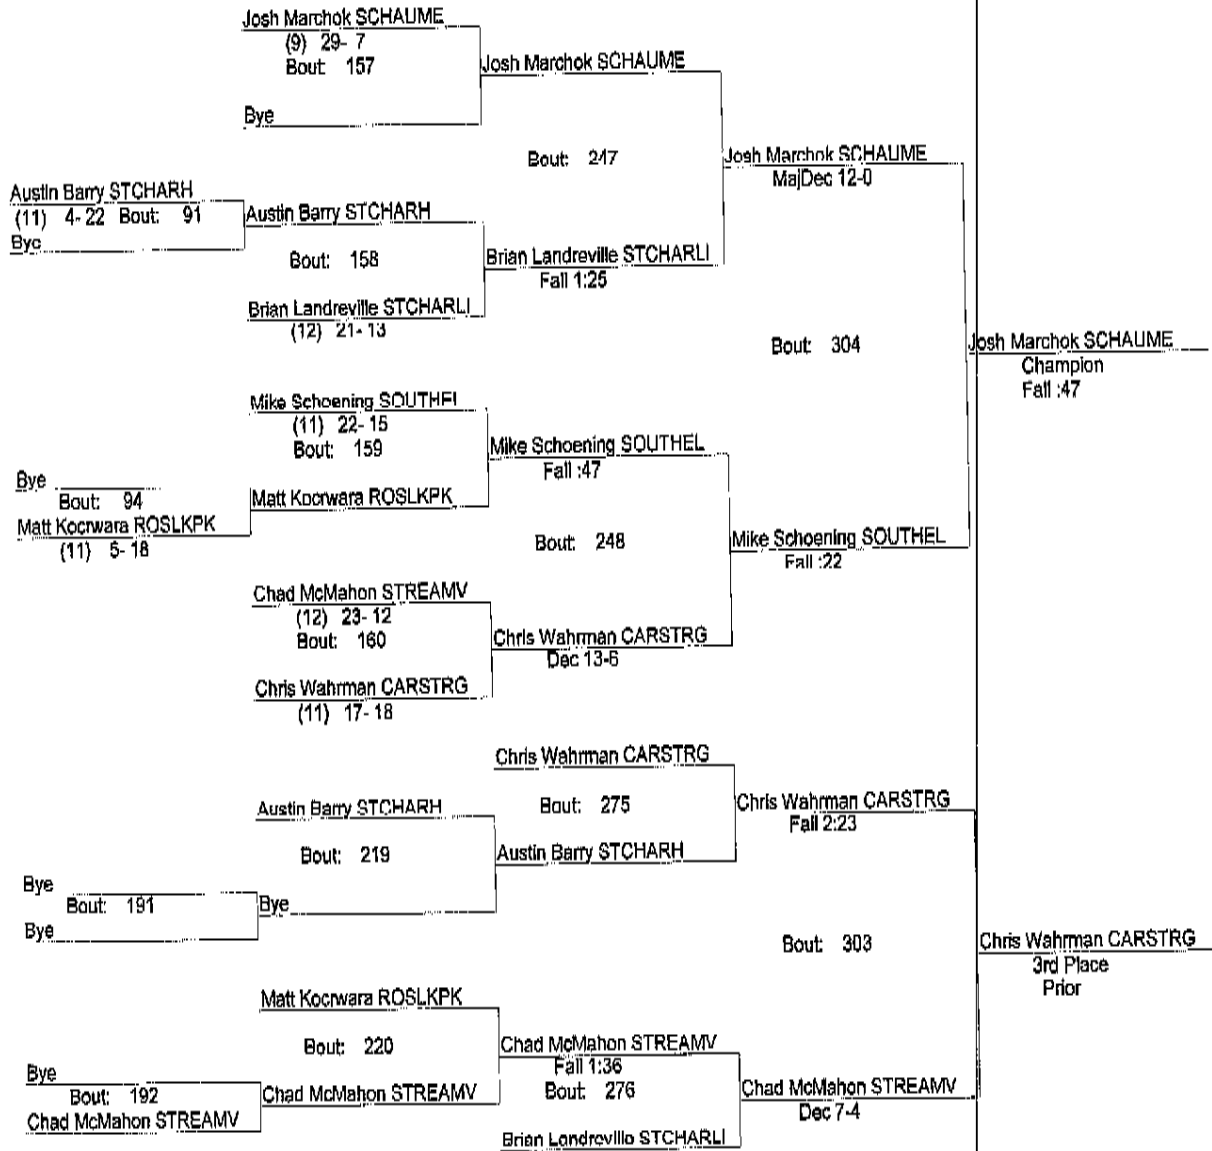 Josh Marchok SCHAUME
(9) 29- 7
Bout: 157
Josh Marchok SCHAUME
Bye
Bout: 247
Josh Marchok SCHAUME
MajDec 12-0
Austin Barry STCHARH
(11) 4- 22 Bout: 91
Bye
Austin Barry STCHARH
Bout: 158
Brian Landreville STCHARLI
Fall 1:25
Brian Landreville STCHARLI
(12) 21- 13
Bout: 304
Josh Marchok SCHAUME
Champion
Fall :47
Mike Schoening SOUTHEL
(11) 22- 15
Bout: 159
Mike Schoening SOUTHEL
Fall :47
Bye
Bout: 94
Matt Kocrwara ROSLKPK
(11) 5- 18
Matt Kocrwara ROSLKPK
Bout: 248
Mike Schoening SOUTHEL
Fall :22
Chad McMahon STREAMV
(12) 23- 12
Bout: 160
Chris Wahrman CARSTRG
Dec 13-6
Chris Wahrman CARSTRG
(11) 17- 18
Chris Wahrman CARSTRG
Bout: 275
Chris Wahrman CARSTRG
Fall 2:23
Austin Barry STCHARH
Bout: 219
Austin Barry STCHARH
Bye
Bout: 191
Bye
Bye
Bout: 303
Chris Wahrman CARSTRG
3rd Place
Prior
Matt Kocrwara ROSLKPK
Bout: 220
Chad McMahon STREAMV
Fall 1:36
Bout: 276
Bye
Bout: 192
Chad McMahon STREAMV
Chad McMahon STREAMV
Chad McMahon STREAMV
Dec 7-4
Brian Landreville STCHARLI